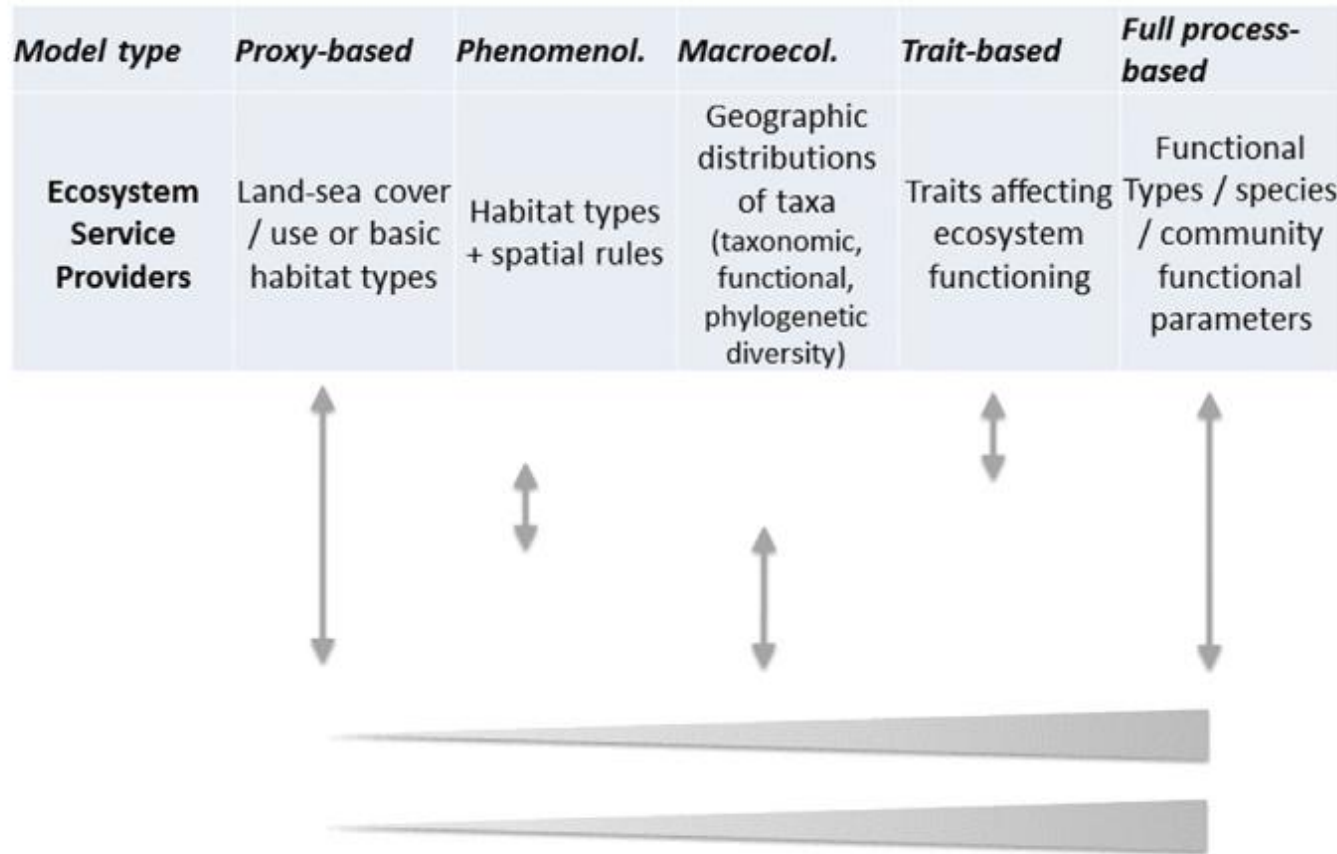 Model type
Proxy-based
Phenomenol.
Macroecol.
Trait-based
Full process-
based
Ecosystem
Service
Providers
Land-sea cover
/ use or basic
habitat types
Habitat types
+ spatial rules
Geographic
distributions
of taxa
(taxonomic,
functional,
phylogenetic
diversity)
Traits affecting
ecosystem
functioning
Functional
Types / species
/ community
functional
parameters